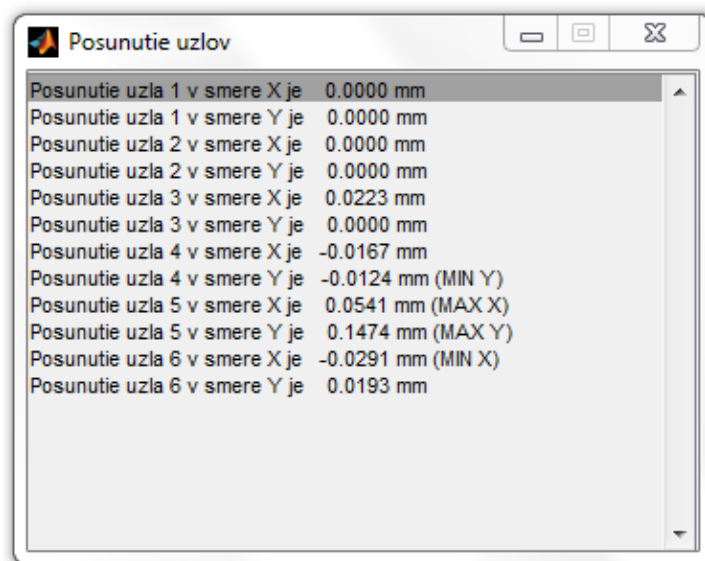 Posunutie uzlov
Posunutie uzla 1 v smere X je 0.0000 mm
Posunutie uzla 1 v smere Y je 0.0000 mm
Posunutie uzla 2 v smere X je 0.0000 mm
Posunutie uzla 2 v smere Y je 0.0000 mm
Posunutie uzla 3 v smere X je 0.0223 mm
Posunutie uzla 3 v smere Y je 0.0000 mm
Posunutie uzla 4 v smere X je -0.0167 mm
Posunutie uzla 4 v smere Y je -0.0124 mm (MIN Y)
Posunutie uzla 5 v smere X je 0.0541 mm (MAX X)
Posunutie uzla 5 v smere Y je 0.1474 mm (MAX Y)
Posunutie uzla 6 v smere X je -0.0291 mm (MIN X)
Posunutie uzla 6 v smere Y je 0.0193 mm